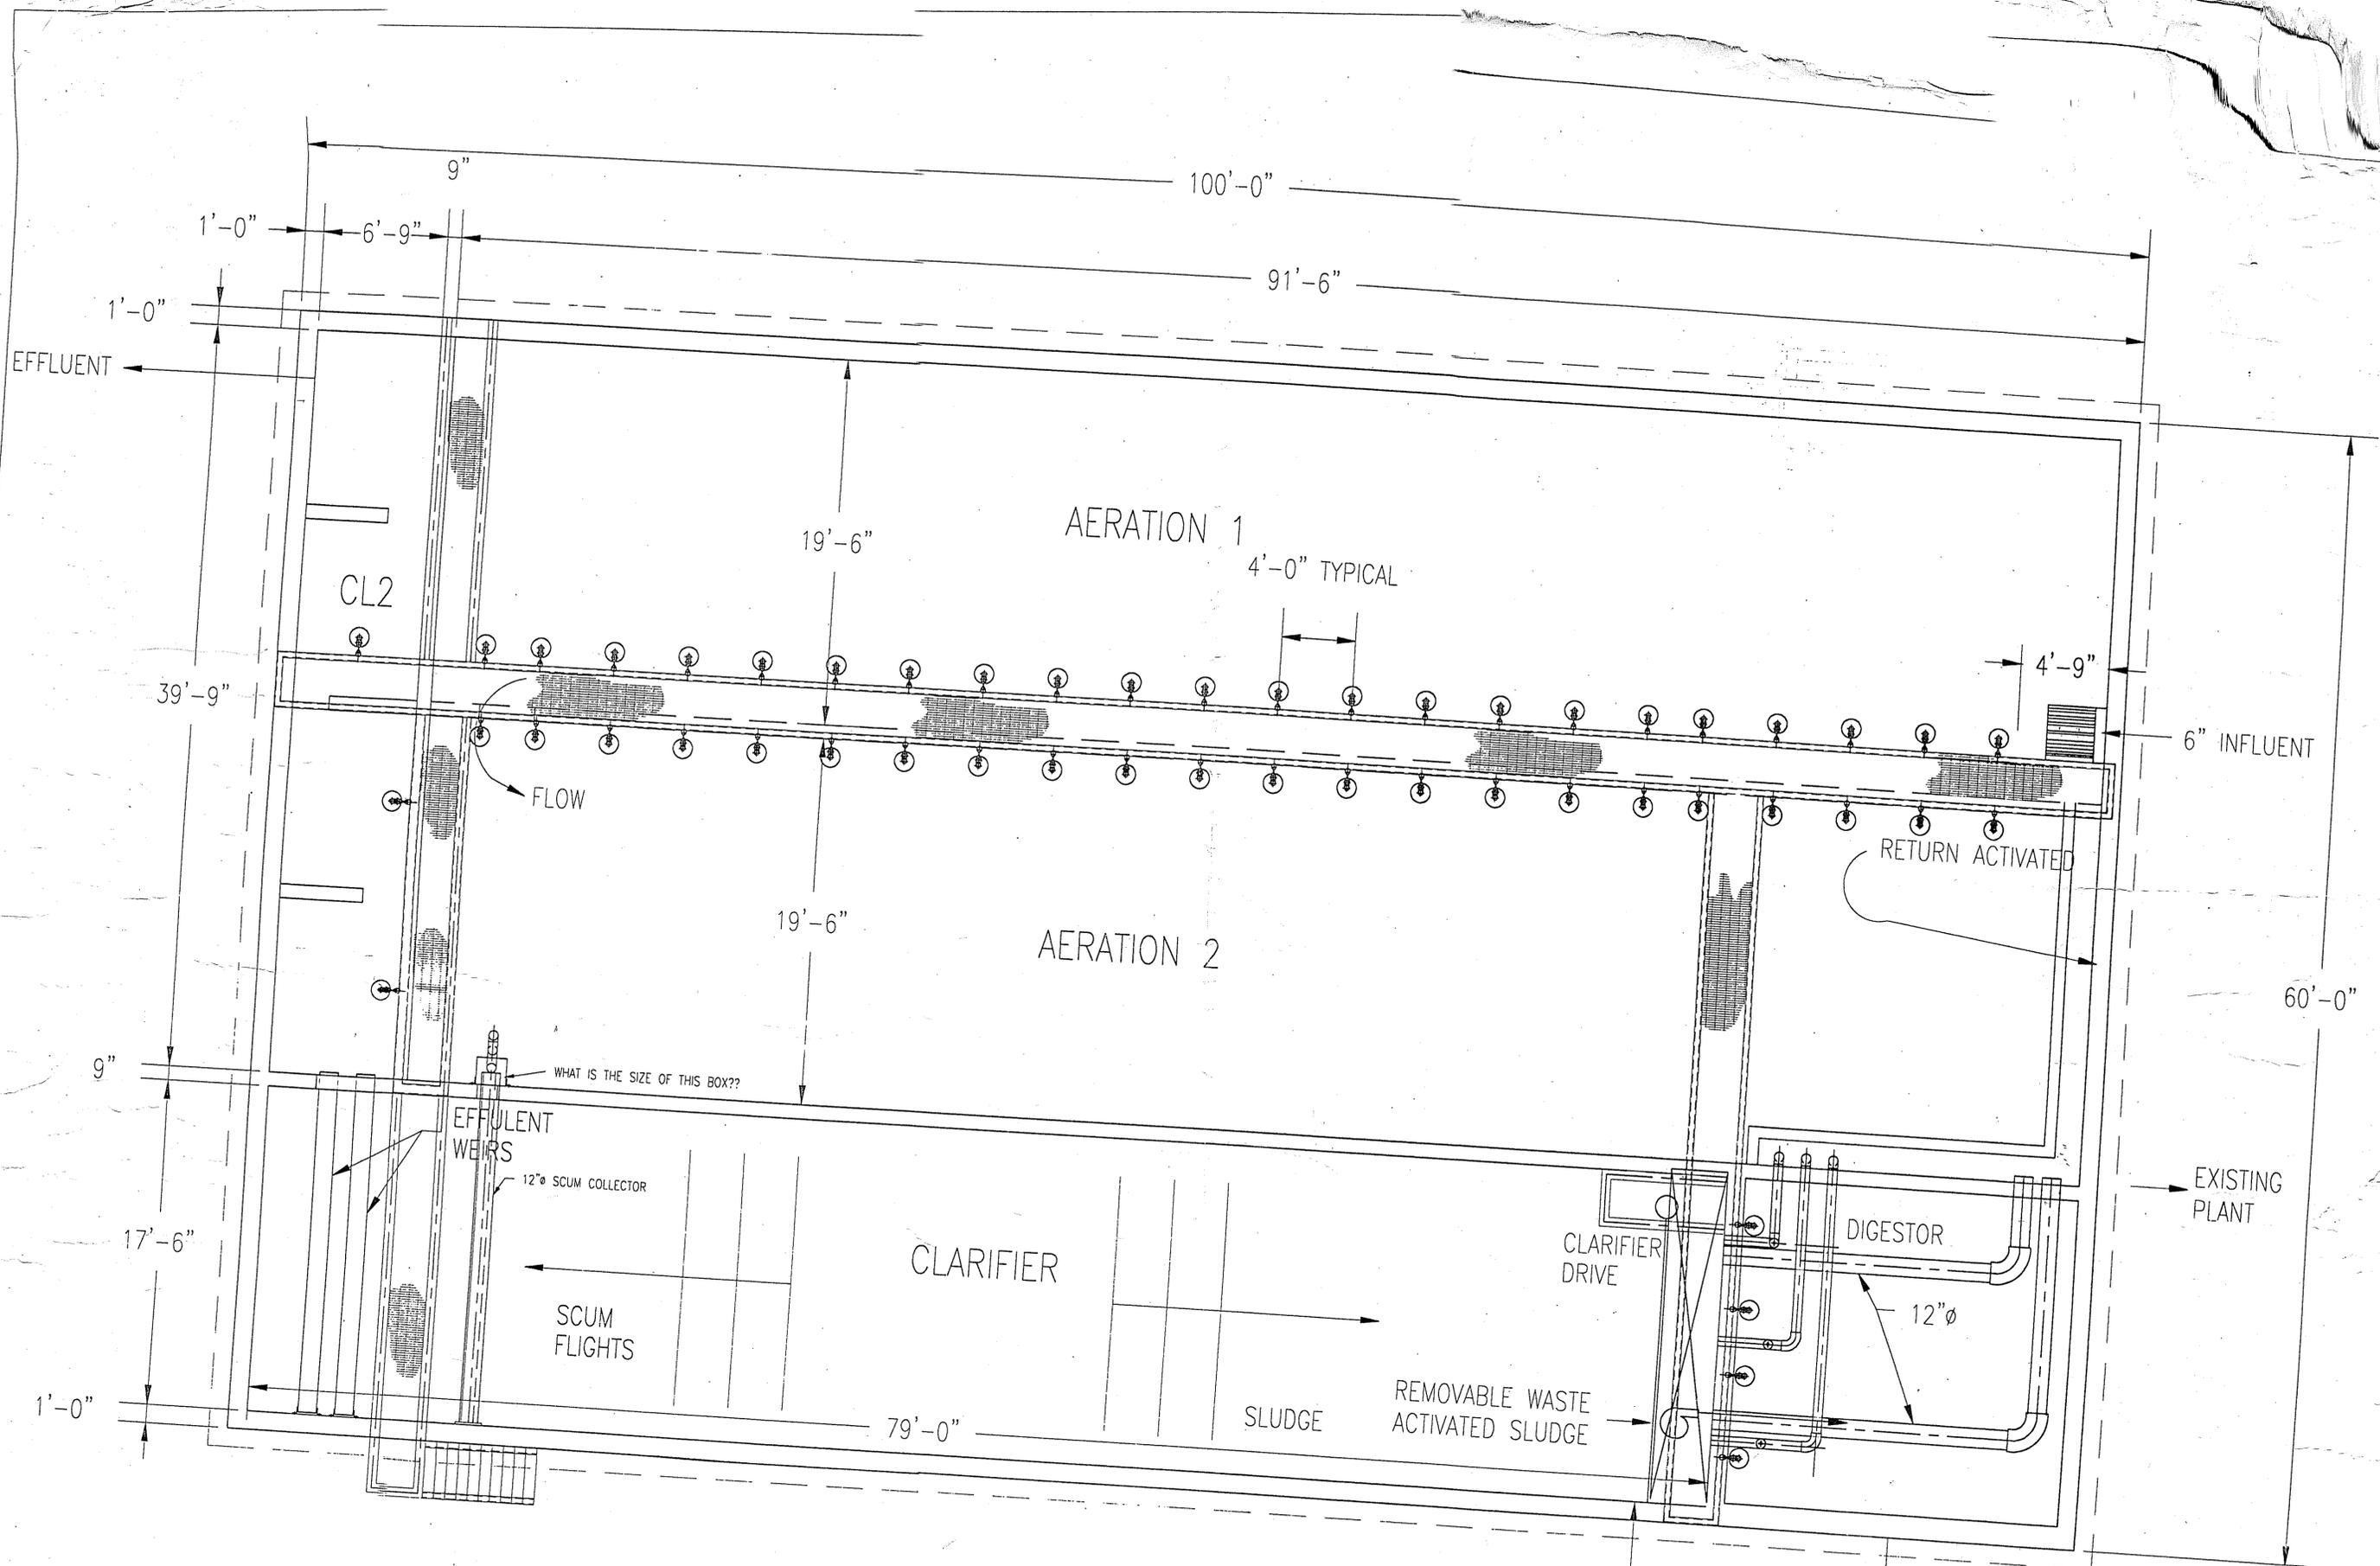 100'-0"
9"
1'-0"
6'-9"
91'-6"
1'-0"
EFFLUENT
19'-6"
AERATION 1
4'-0" TYPICAL
CL2
39'-9"
4'-9"
6" INFLUENT
FLOW
RETURN ACTIVATED
19'-6"
AERATION 2
60'-0"
9"
WHAT IS THE SIZE OF THIS BOX??
EFFULENT
WEIRS
12"ø SCUM COLLECTOR
EXISTING
PLANT
17'-6"
CLARIFIER
CLARIFIER
DRIVE
DIGESTOR
SCUM
FLIGHTS
12"ø
1'-0"
79'-0"
SLUDGE
REMOVABLE WASTE
ACTIVATED SLUDGE